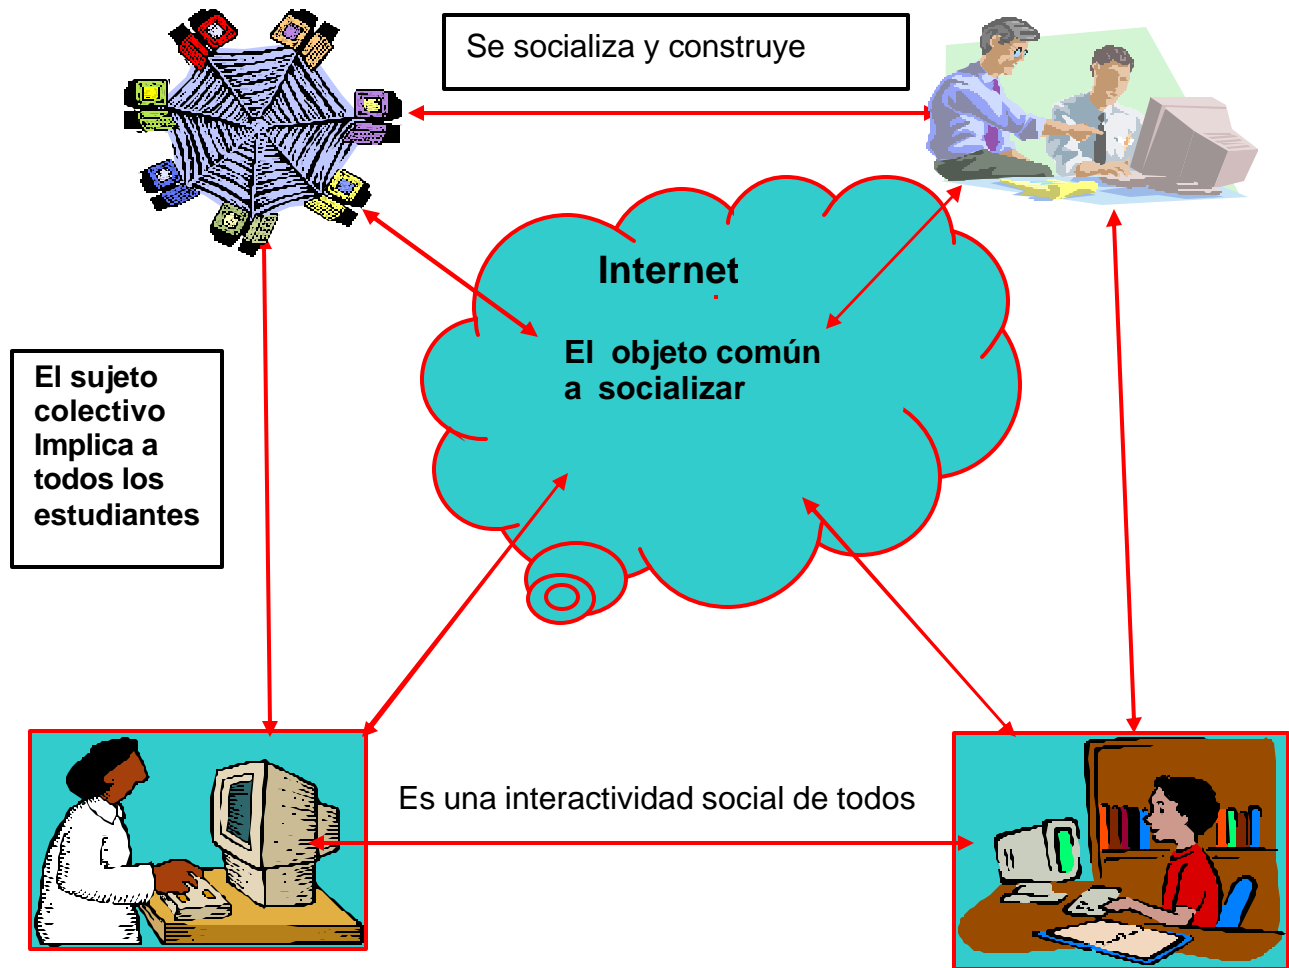 Se socializa y construye
Internet
El objeto común
a socializar
El sujeto
colectivo
Implica a
todos los
estudiantes
Es una interactividad social de todos